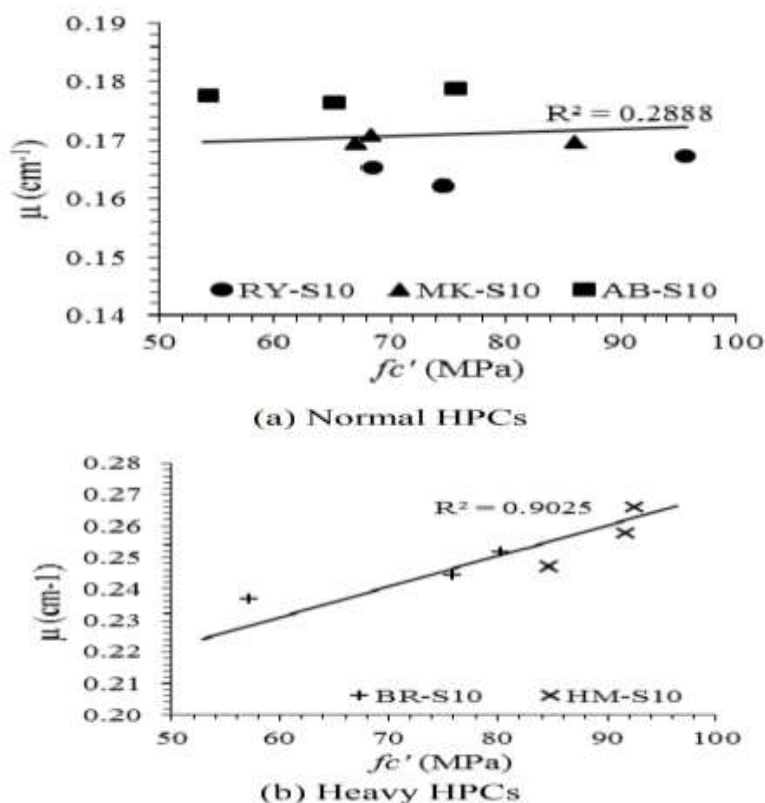 0.19
0.18
0.17
0.16
0.15
0.14
μ (cm⁻¹)
R² = 0.2888
RY-S10 MK-S10 AB-S10
50 60 70 80 90 100
fc′ (MPa)
(a) Normal HPCs
0.28
0.27
0.26
0.25
0.24
0.23
0.22
0.21
0.20
μ (cm-1)
R² = 0.9025
BR-S10 HM-S10
50 60 70 80 90 100
fc′ (MPa)
(b) Heavy HPCs